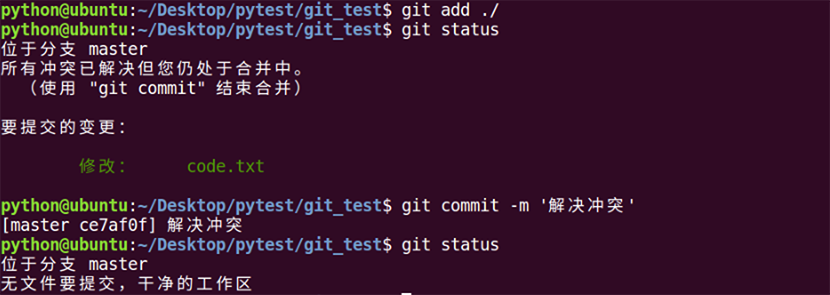 python@ubuntu:~/Desktop/pytest/git_test$ git add ./
python@ubuntu:~/Desktop/pytest/git_test$ git status
位于分支 master
所有冲突已解决但您仍处于合并中。
  （使用 "git commit" 结束合并）
要提交的变更：
        修改：     code.txt
python@ubuntu:~/Desktop/pytest/git_test$ git commit -m '解决冲突'
[master ce7af0f] 解决冲突
python@ubuntu:~/Desktop/pytest/git_test$ git status
位于分支 master
无文件要提交，干净的工作区